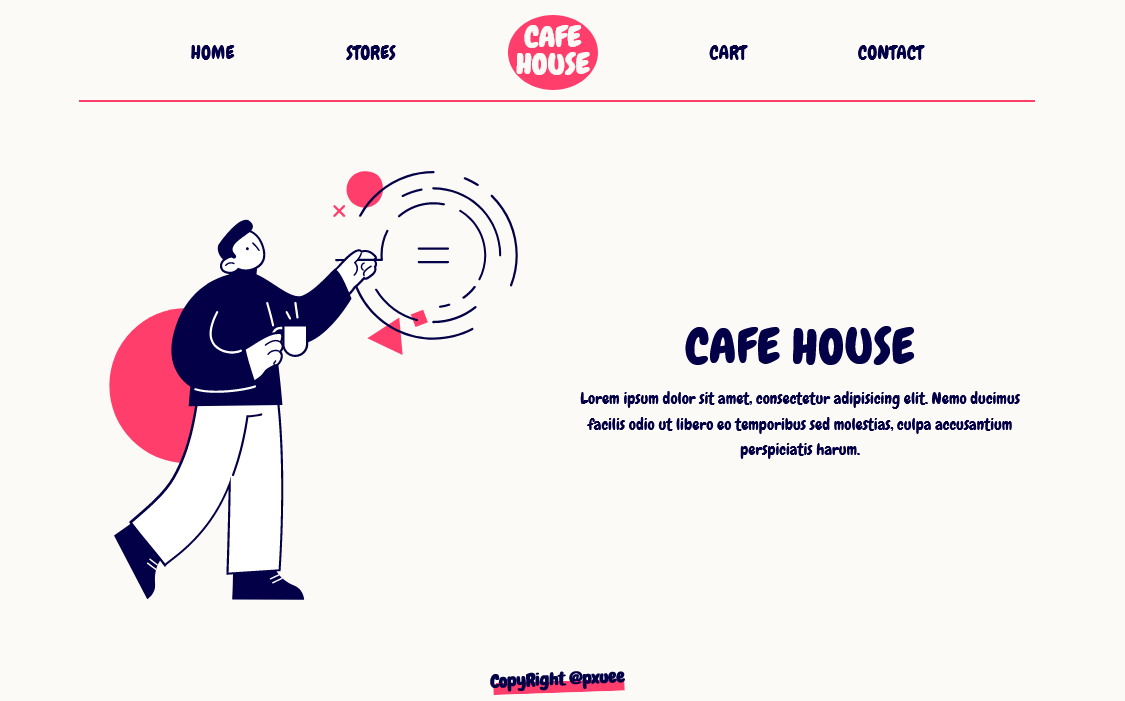 HOME STORES CAFE HOUSE CART CONTACT
CAFE HOUSE
Lorem ipsum dolor sit amet, consectetur adipisicing elit. Nemo ducimus
facilis odio ut libero eo temporibus sed molestias, culpa accusantium
perspiciatis harum.
CopyRight @pxuee